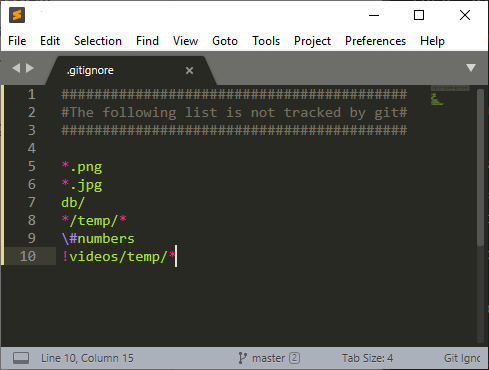 File Edit Selection Find View Goto Tools Project Preferences Help
.gitignore
1 ##########################################
2 #The following list is not tracked by git#
3 ##########################################
4
5 *.png
6 *.jpg
7 db/
8 */temp/*
9 \#numbers
10 !videos/temp/*
Line 10, Column 15 master 2 Tab Size: 4 Git Igno